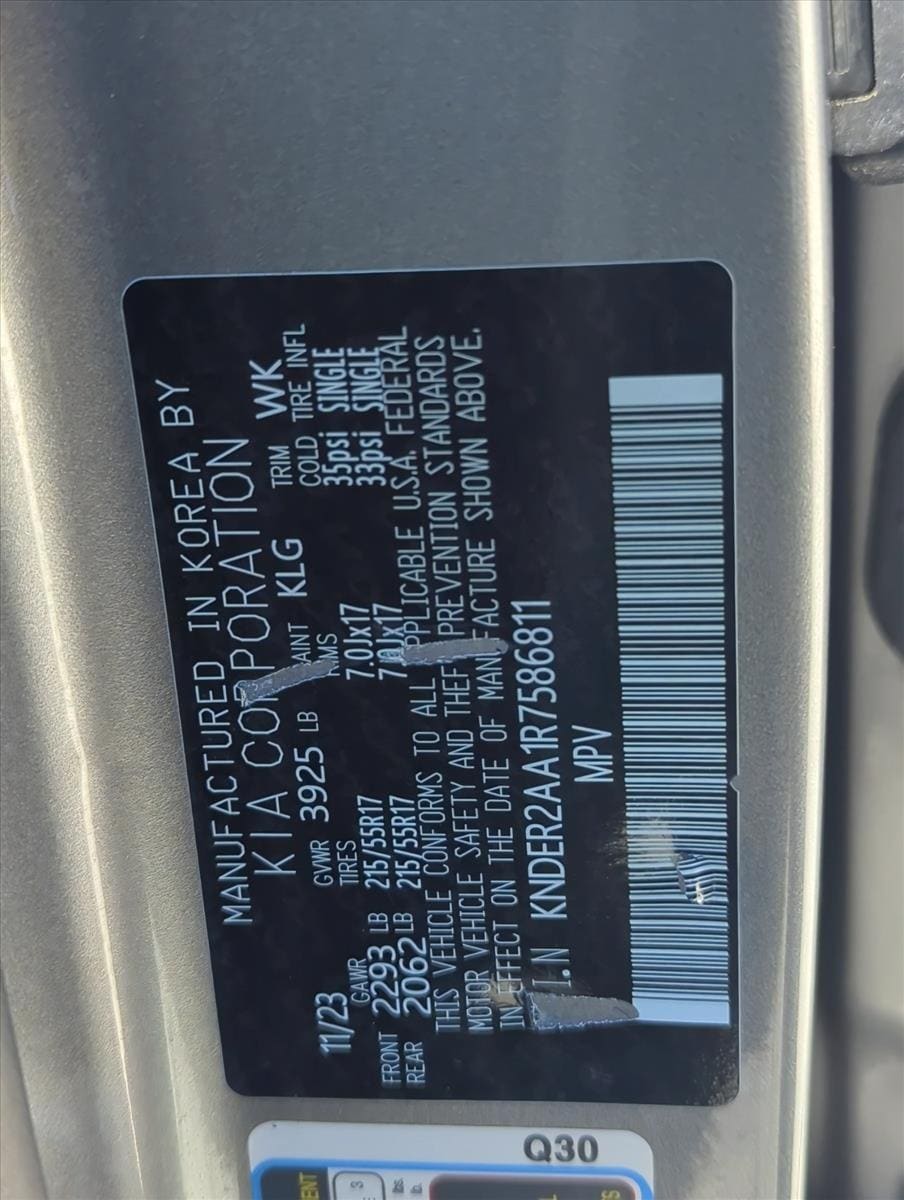 MANUFACTURED IN KOREA BY
KIA CORPORATION
GVWR 3925 LB KLG TRIM WK
11/23 GAWR TIRES COLD TIRE INFL
FRONT 2293 LB 215/55R17 7.0JX17 35psi SINGLE
REAR 2062 LB 215/55R17 7.0JX17 33psi SINGLE
THIS VEHICLE CONFORMS TO ALL APPLICABLE U.S.A. FEDERAL
MOTOR VEHICLE SAFETY AND THEFT PREVENTION STANDARDS
IN EFFECT ON THE DATE OF MANUFACTURE SHOWN ABOVE.
I.N KNDER2AA1R7586811
MPV
Q30